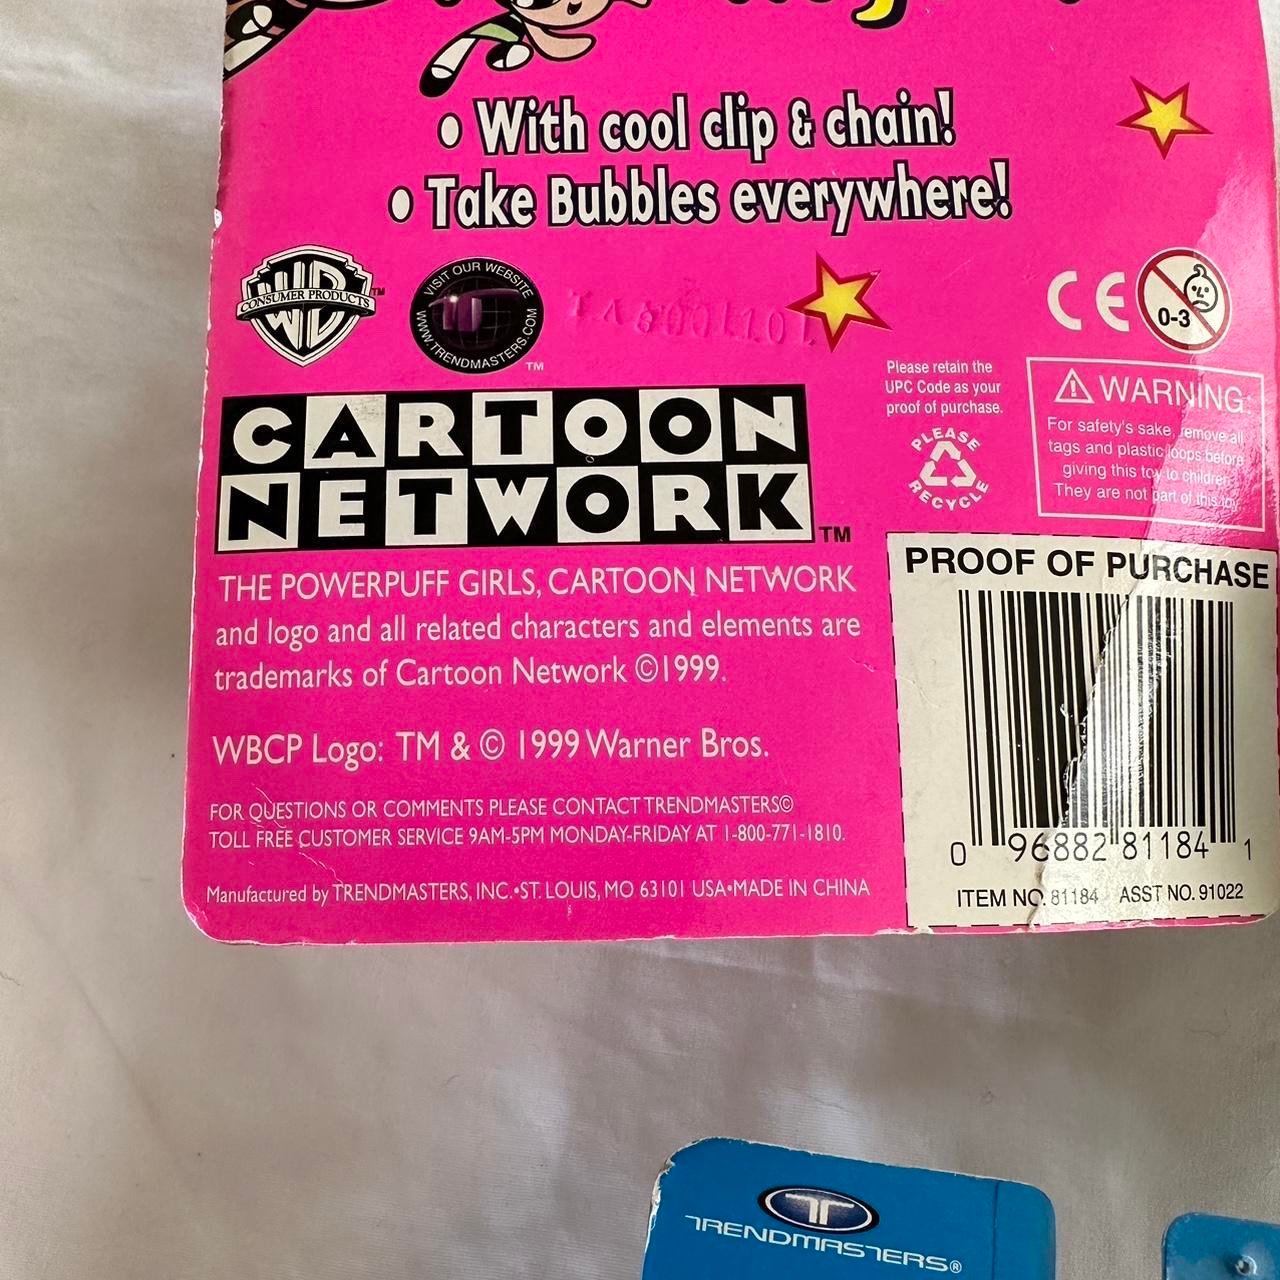 • With cool clip & chain!
• Take Bubbles everywhere!
WB
CONSUMER PRODUCTS
TM
VISIT OUR WEBSITE
WWW.TRENDMASTERS.COM
TM
0-3
CE
Please retain the
UPC Code as your
proof of purchase.
PLEASE
RECYCLE
⚠ WARNING:
For safety's sake, remove all
tags and plastic loops before
giving this toy to children.
They are not part of this toy.
CARTOON
NETWORK
TM
THE POWERPUFF GIRLS, CARTOON NETWORK
and logo and all related characters and elements are
trademarks of Cartoon Network ©1999.
WBCP Logo: TM & © 1999 Warner Bros.
FOR QUESTIONS OR COMMENTS PLEASE CONTACT TRENDMASTERS©
TOLL FREE CUSTOMER SERVICE 9AM-5PM MONDAY-FRIDAY AT 1-800-771-1810.
Manufactured by TRENDMASTERS, INC.•ST. LOUIS, MO 63101 USA•MADE IN CHINA
PROOF OF PURCHASE
0 96882 81184 1
ITEM NO. 81184 ASST NO. 91022
TRENDMASTERS®